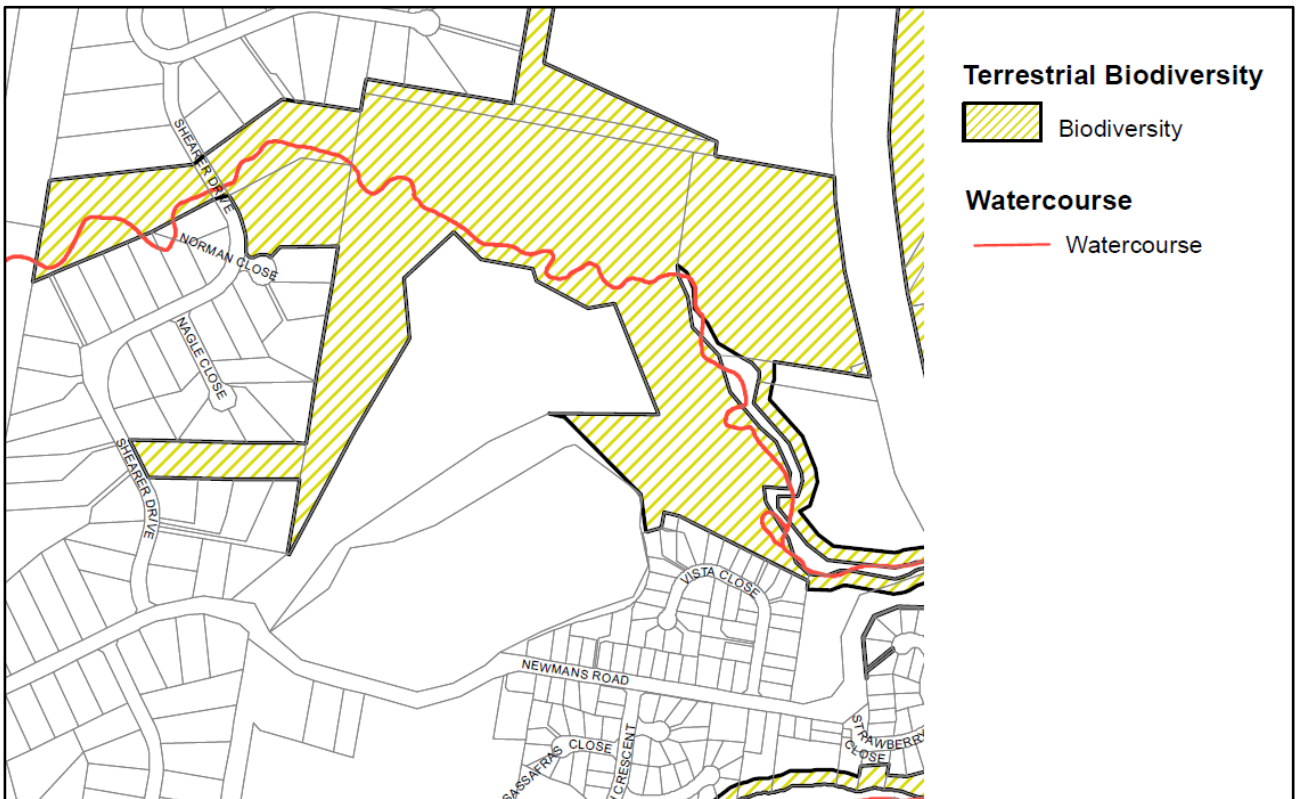 Terrestrial Biodiversity
Biodiversity
Watercourse
Watercourse
SHEARER DRIVE
NORMAN CLOSE
NAGLE CLOSE
SHEARER DRIVE
VISTA CLOSE
NEWMANS ROAD
STRAWBERRY
CLOSE
SASSAFRAS CLOSE
CRESCENT